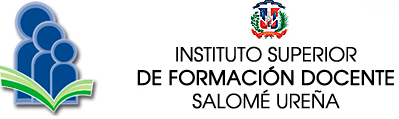 INSTITUTO SUPERIOR
DE FORMACIÓN DOCENTE
SALOMÉ UREÑA